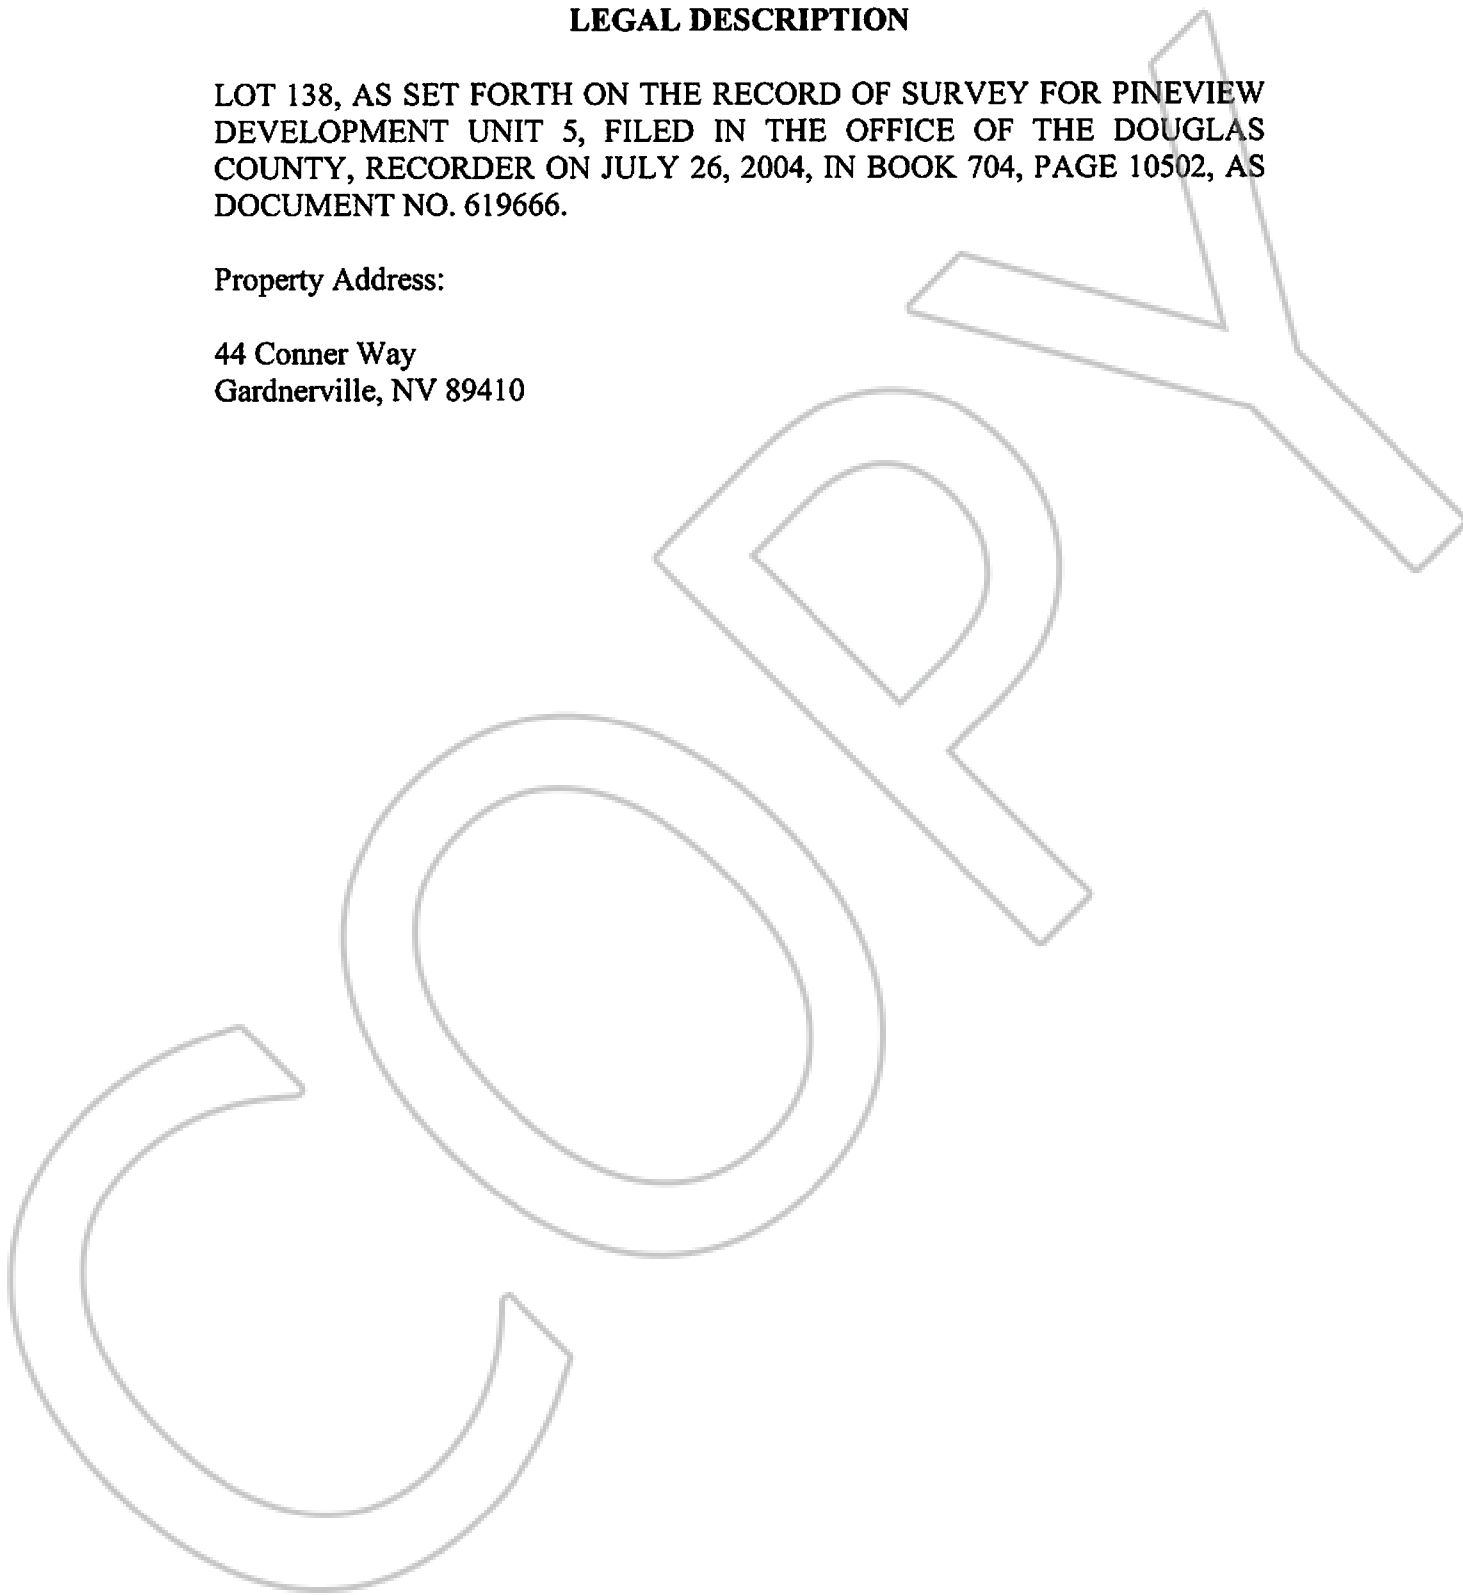 LEGAL DESCRIPTION
LOT 138, AS SET FORTH ON THE RECORD OF SURVEY FOR PINEVIEW
DEVELOPMENT UNIT 5, FILED IN THE OFFICE OF THE DOUGLAS
COUNTY, RECORDER ON JULY 26, 2004, IN BOOK 704, PAGE 10502, AS
DOCUMENT NO. 619666.
Property Address:
44 Conner Way
Gardnerville, NV 89410
COPY